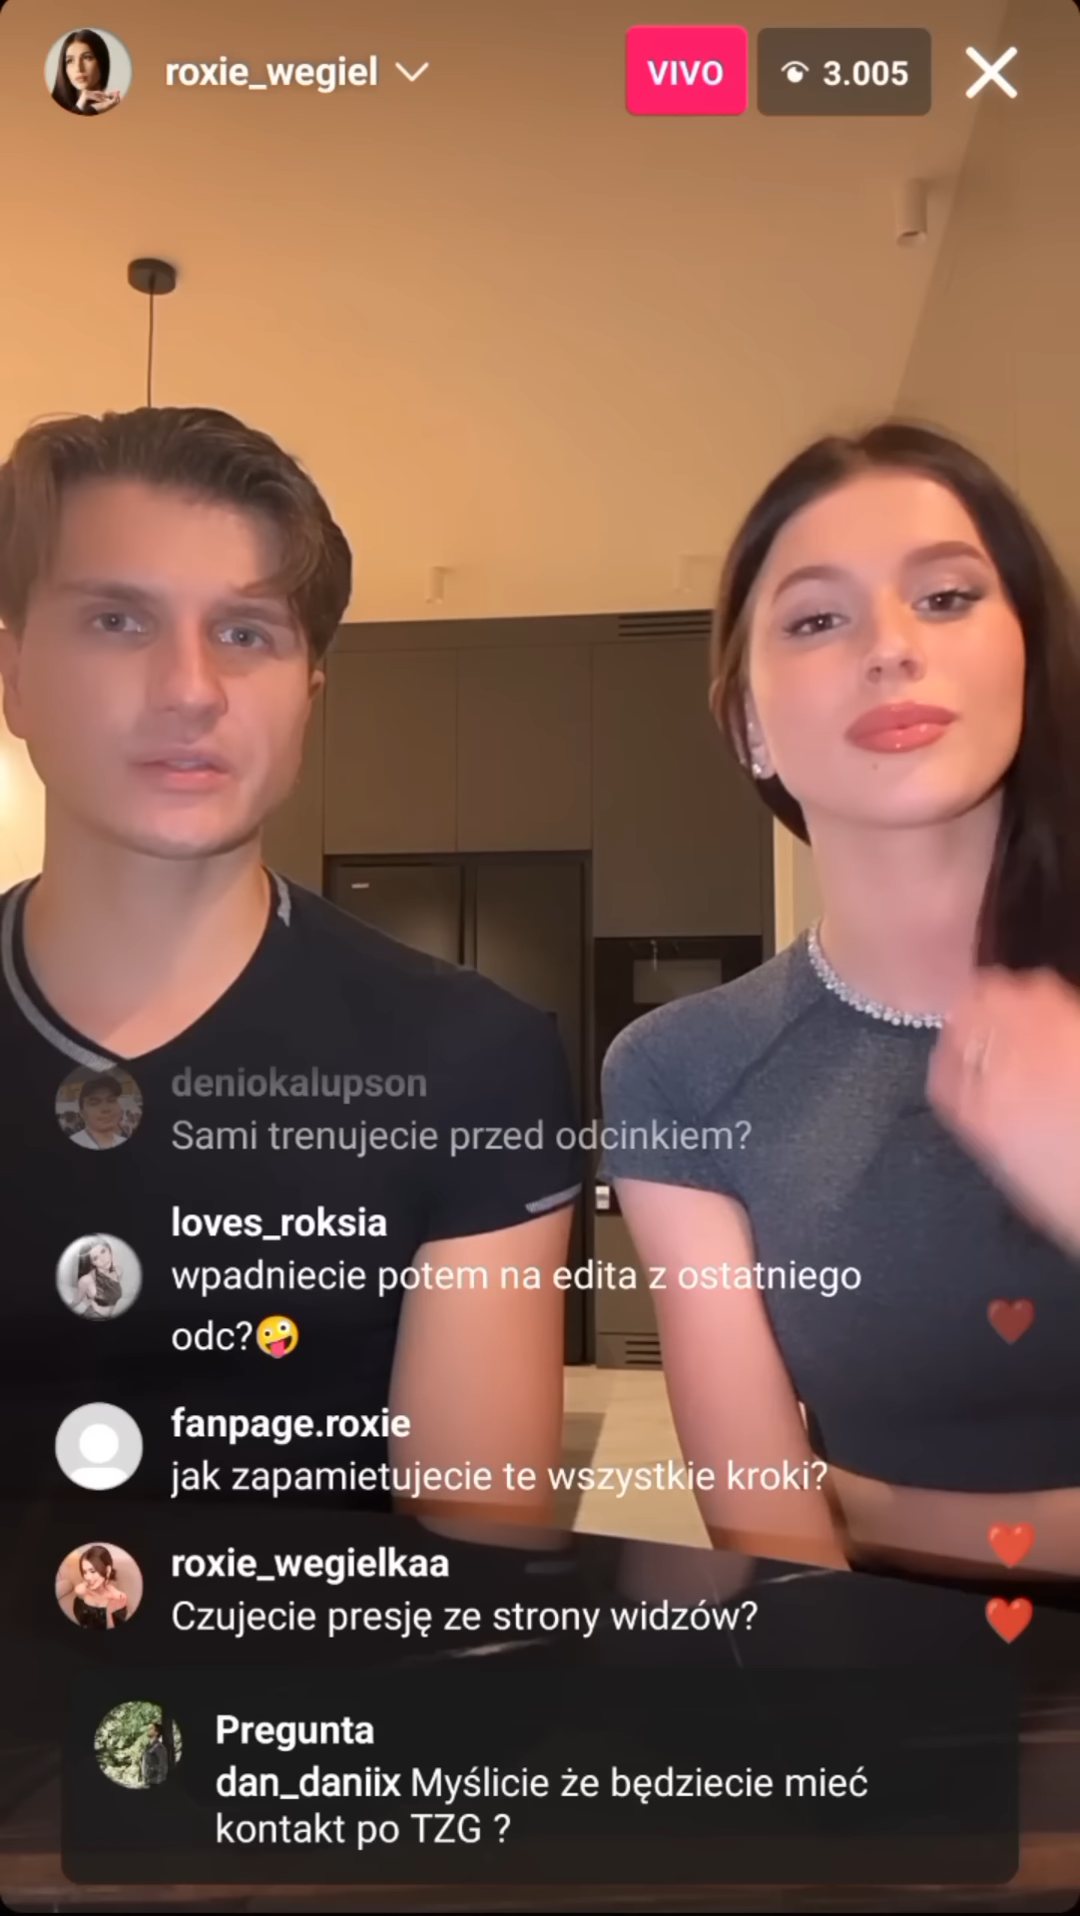 roxie_wegiel
VIVO
3.005
deniokalupson
Sami trenujecie przed odcinkiem?
loves_roksia
wpadniecie potem na edita z ostatniego
odc?🤪
fanpage.roxie
jak zapamietujecie te wszystkie kroki?
roxie_wegielkaa
Czujecie presję ze strony widzów?
Pregunta
dan_daniix Myślicie że będziecie mieć
kontakt po TZG ?